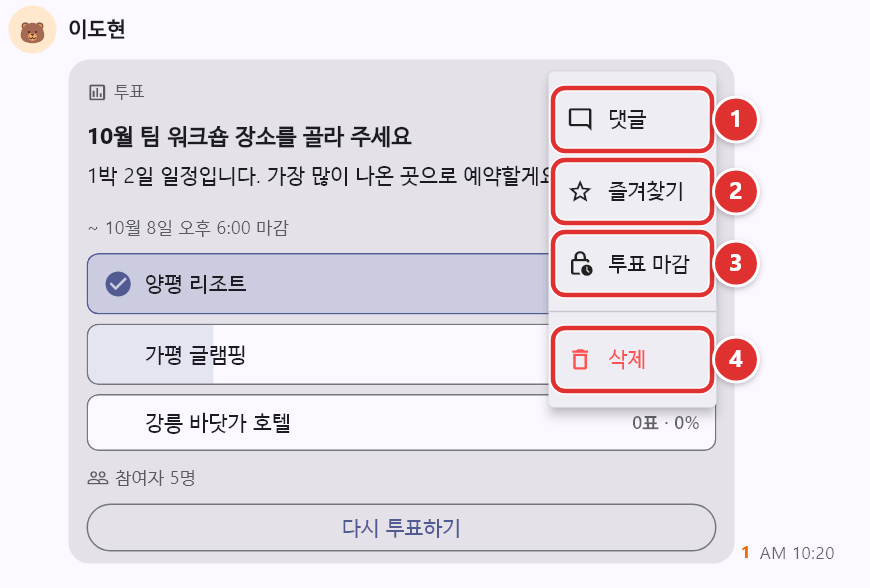 이도현
투표
10월 팀 워크숍 장소를 골라 주세요
1박 2일 일정입니다. 가장 많이 나온 곳으로 예약할게요
~ 10월 8일 오후 6:00 마감
양평 리조트
가평 글램핑
강릉 바닷가 호텔
0표 · 0%
참여자 5명
다시 투표하기
1 AM 10:20
댓글 1
즐겨찾기 2
투표 마감 3
삭제 4